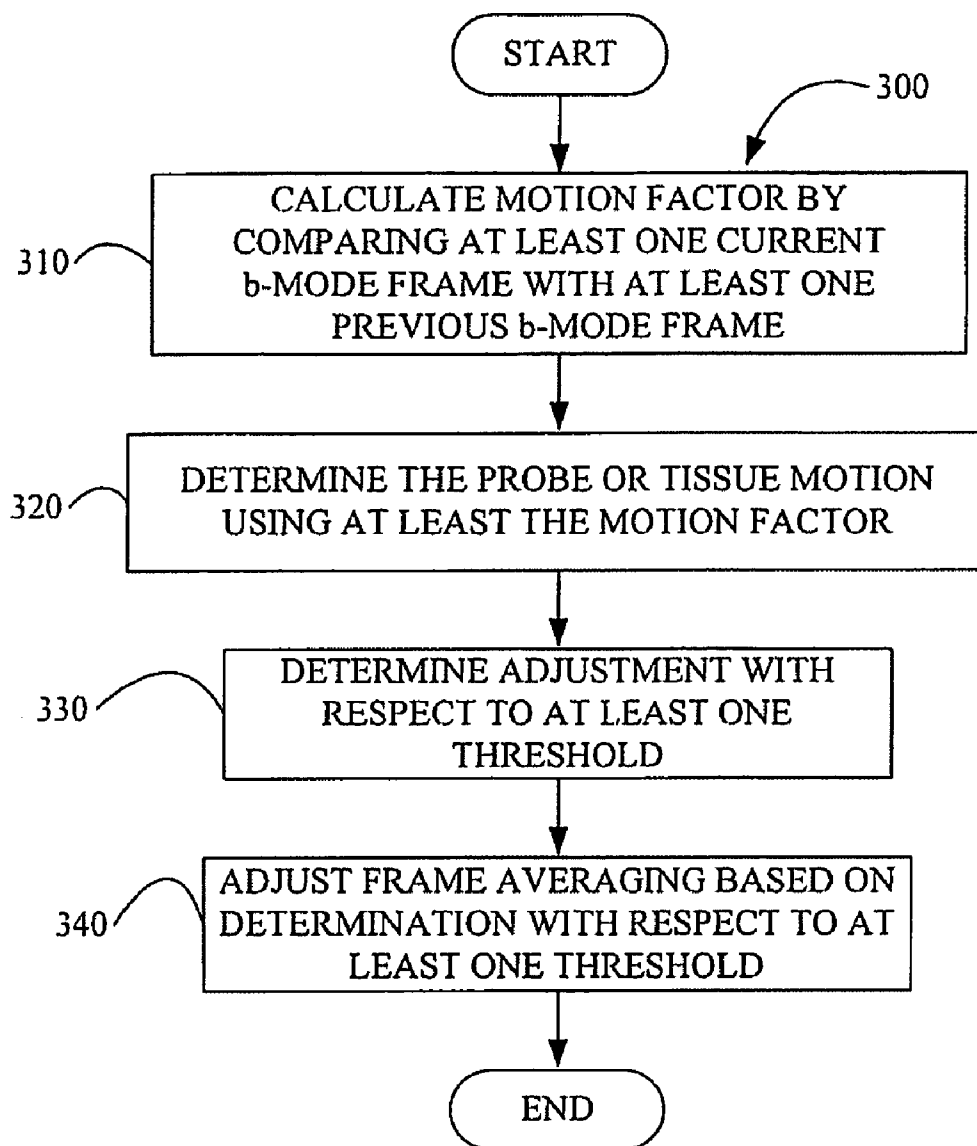 START
300
310
CALCULATE MOTION FACTOR BY
COMPARING AT LEAST ONE CURRENT
b-MODE FRAME WITH AT LEAST ONE
PREVIOUS b-MODE FRAME
320
DETERMINE THE PROBE OR TISSUE MOTION
USING AT LEAST THE MOTION FACTOR
330
DETERMINE ADJUSTMENT WITH
RESPECT TO AT LEAST ONE
THRESHOLD
340
ADJUST FRAME AVERAGING BASED ON
DETERMINATION WITH RESPECT TO AT
LEAST ONE THRESHOLD
END